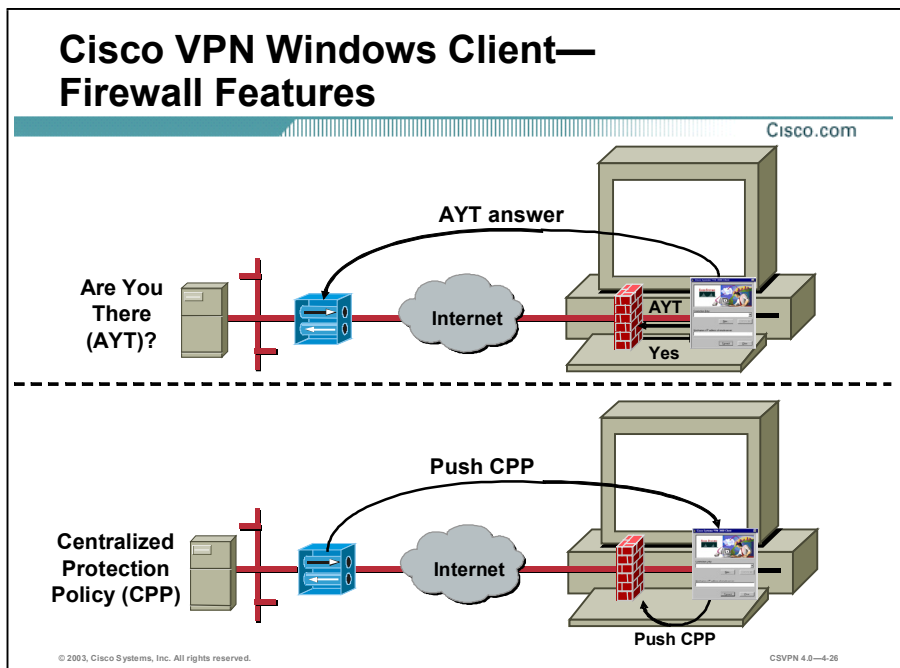 Cisco VPN Windows Client—
Firewall Features
Cisco.com
AYT answer
Are You
There
(AYT)?
Internet
AYT
Yes
Push CPP
Centralized
Protection
Policy (CPP)
Internet
Push CPP
© 2003, Cisco Systems, Inc. All rights reserved.
CSVPN 4.0—4-26